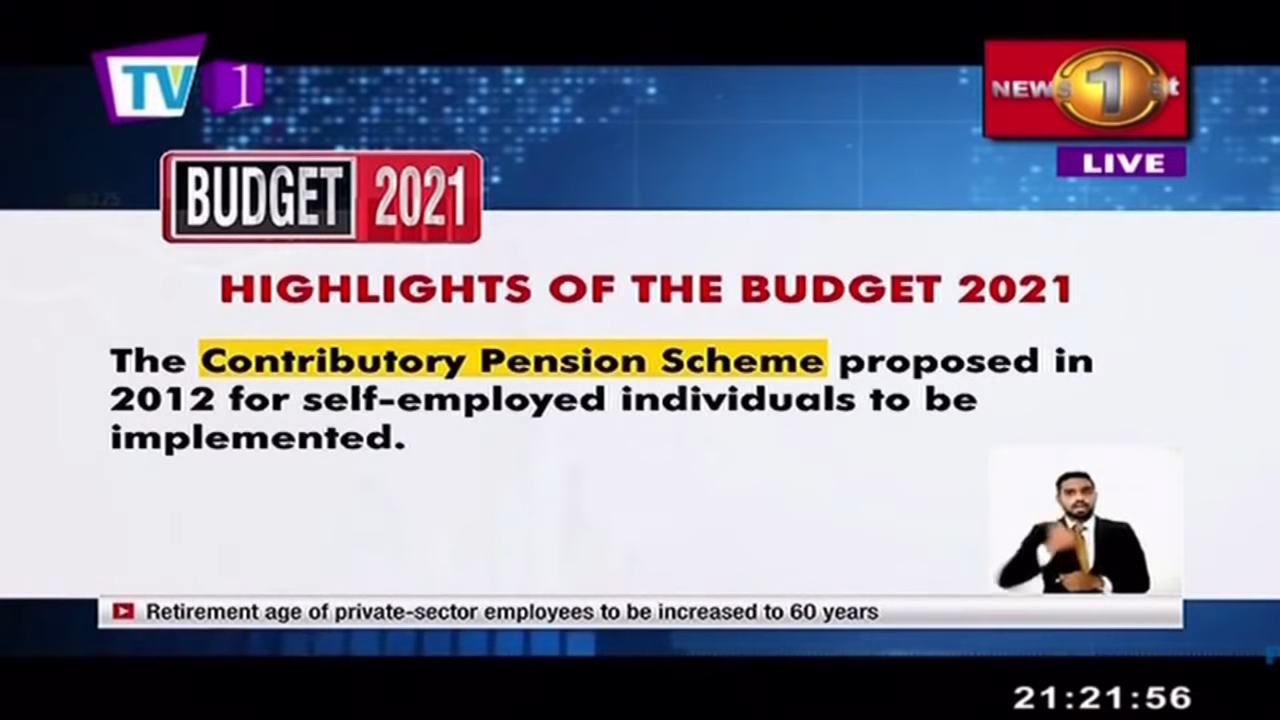 TV 1
NEWS 1st
LIVE
BUDGET 2021
HIGHLIGHTS OF THE BUDGET 2021
The Contributory Pension Scheme proposed in
2012 for self-employed individuals to be
implemented.
Retirement age of private-sector employees to be increased to 60 years
21:21:56